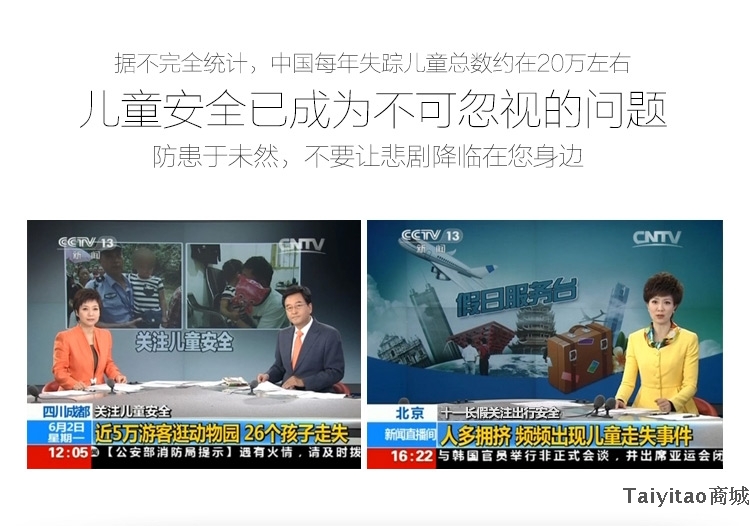 据不完全统计，中国每年失踪儿童总数约在20万左右
儿童安全已成为不可忽视的问题
防患于未然，不要让悲剧降临在您身边
CCTV 13
新闻
CNTV
关注儿童安全
四川成都
关注儿童安全
6月2日
星期一
近5万游客逛动物园 26个孩子走失
12:05
【公安部消防局提示】遇有火情，请及时拨
CCTV 13
新闻
CNTV
假日服务台
北京
十一长假关注出行安全
新闻直播间
人多拥挤 频频出现儿童走失事件
16:22
与韩国官员举行非正式会谈，并出席亚运会闭
Taiyitao商城